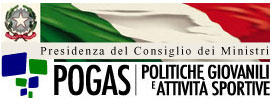 Presidenza del Consiglio dei Ministri
POGAS
POLITICHE GIOVANILI
E ATTIVITÀ SPORTIVE